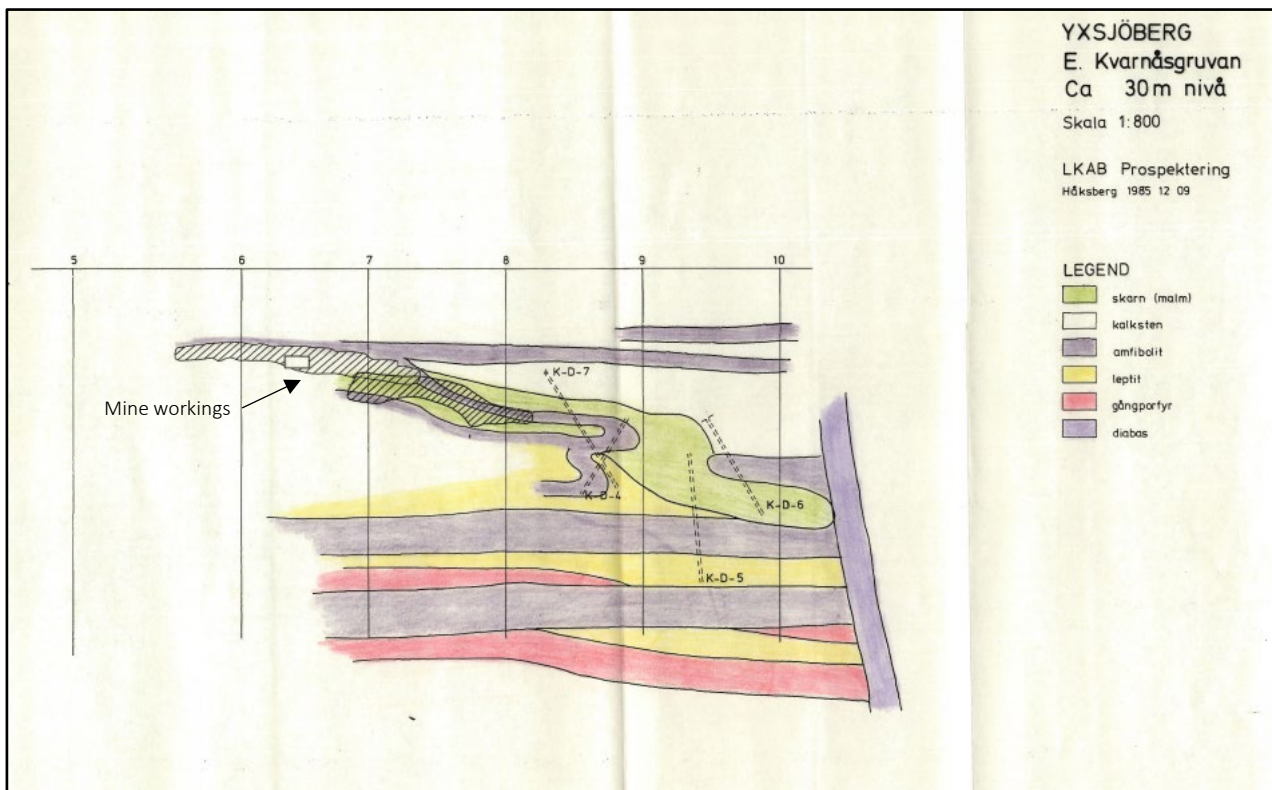 YXSJÖBERG
E. Kvarnåsgruvan
Ca 30m nivå
Skala 1:800
LKAB Prospektering
Håksberg 1985 12 09
5 6 7 8 9 10
K-D-7
Mine workings
K-D-4
K-D-6
K-D-5
LEGEND
skarn (malm)
kalksten
amfibolit
leptit
gångporfyr
diabas